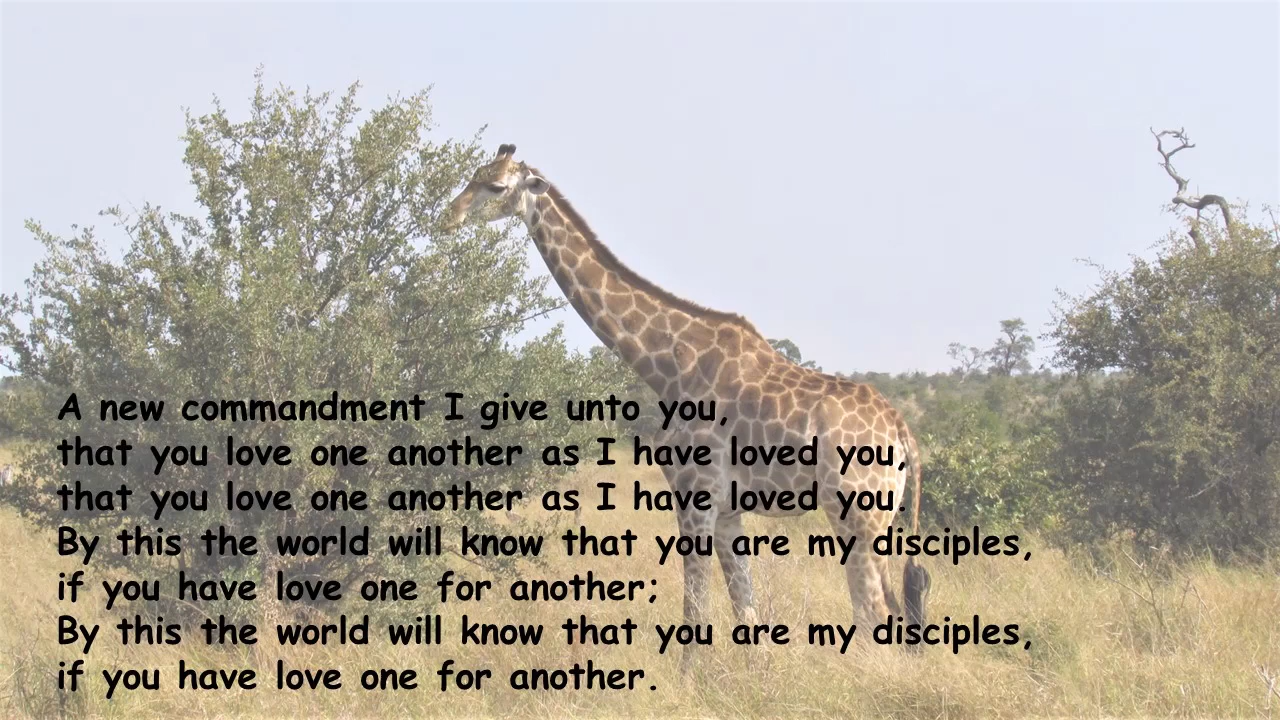 A new commandment I give unto you,
that you love one another as I have loved you,
that you love one another as I have loved you.
By this the world will know that you are my disciples,
if you have love one for another;
By this the world will know that you are my disciples,
if you have love one for another.